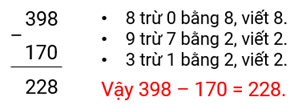 398
−
170
228
• 8 trừ 0 bằng 8, viết 8.
• 9 trừ 7 bằng 2, viết 2.
• 3 trừ 1 bằng 2, viết 2.
Vậy 398 – 170 = 228.